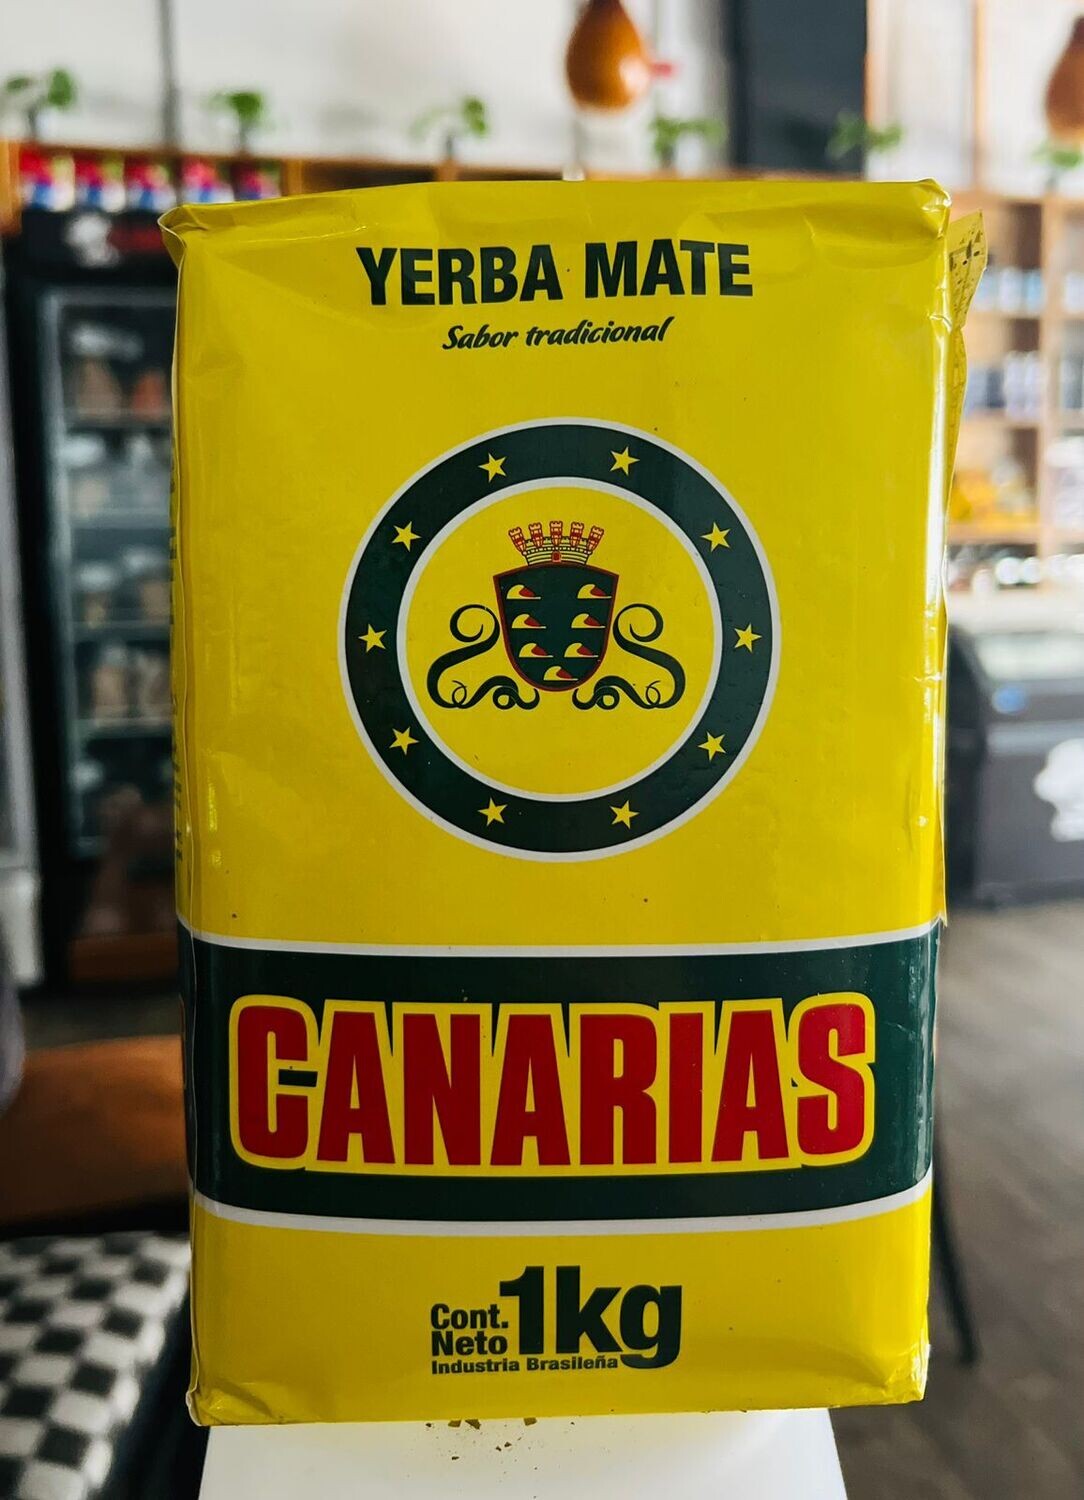 YERBA MATE
Sabor tradicional
CANARIAS
Cont.
Neto 1kg
Industria Brasileña